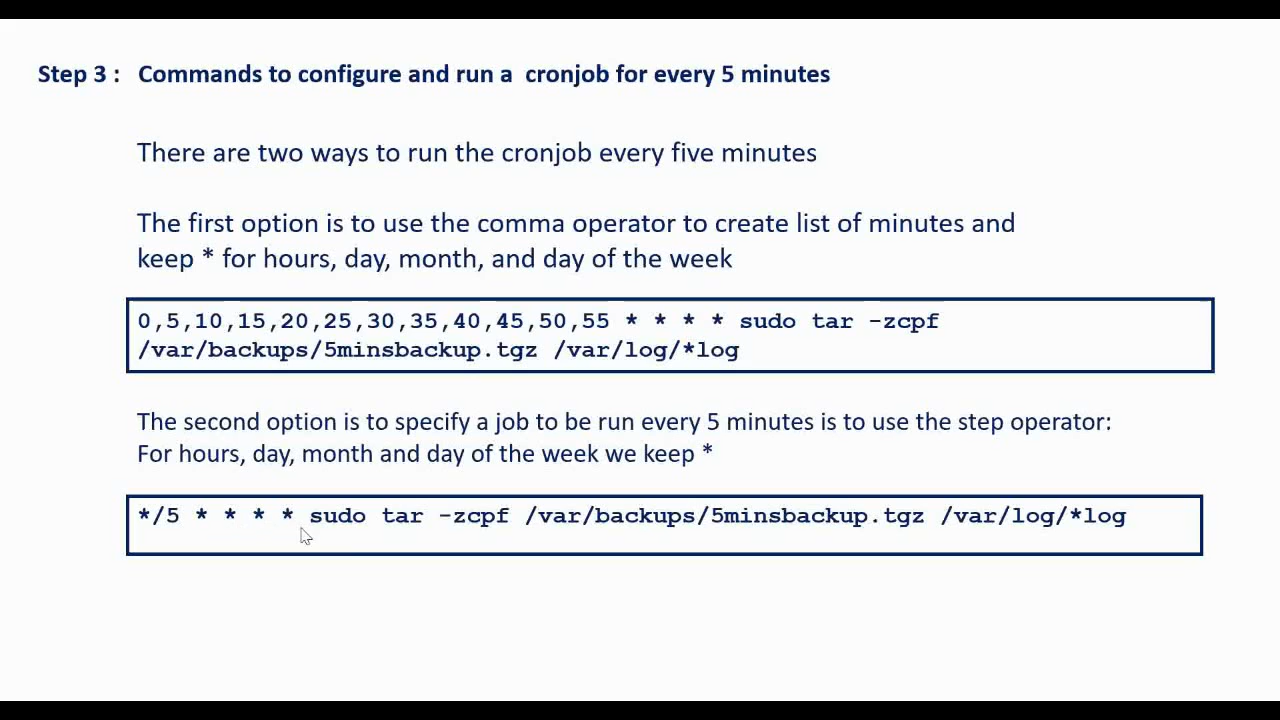 Step 3 : Commands to configure and run a cronjob for every 5 minutes
There are two ways to run the cronjob every five minutes
The first option is to use the comma operator to create list of minutes and
keep * for hours, day, month, and day of the week
0,5,10,15,20,25,30,35,40,45,50,55 * * * * sudo tar -zcpf
/var/backups/5minsbackup.tgz /var/log/*log
The second option is to specify a job to be run every 5 minutes is to use the step operator:
For hours, day, month and day of the week we keep *
*/5 * * * * sudo tar -zcpf /var/backups/5minsbackup.tgz /var/log/*log